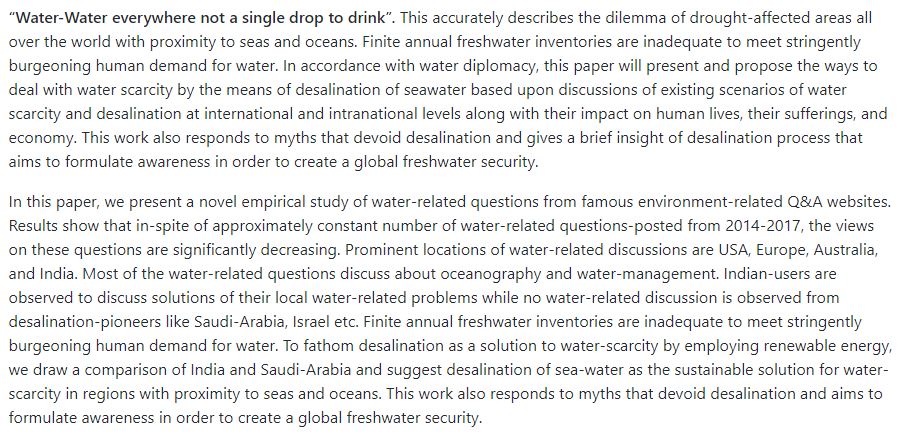 “Water-Water everywhere not a single drop to drink”. This accurately describes the dilemma of drought-affected areas all
over the world with proximity to seas and oceans. Finite annual freshwater inventories are inadequate to meet stringently
burgeoning human demand for water. In accordance with water diplomacy, this paper will present and propose the ways to
deal with water scarcity by the means of desalination of seawater based upon discussions of existing scenarios of water
scarcity and desalination at international and intranational levels along with their impact on human lives, their sufferings, and
economy. This work also responds to myths that devoid desalination and gives a brief insight of desalination process that
aims to formulate awareness in order to create a global freshwater security.
In this paper, we present a novel empirical study of water-related questions from famous environment-related Q&A websites.
Results show that in-spite of approximately constant number of water-related questions-posted from 2014-2017, the views
on these questions are significantly decreasing. Prominent locations of water-related discussions are USA, Europe, Australia,
and India. Most of the water-related questions discuss about oceanography and water-management. Indian-users are
observed to discuss solutions of their local water-related problems while no water-related discussion is observed from
desalination-pioneers like Saudi-Arabia, Israel etc. Finite annual freshwater inventories are inadequate to meet stringently
burgeoning human demand for water. To fathom desalination as a solution to water-scarcity by employing renewable energy,
we draw a comparison of India and Saudi-Arabia and suggest desalination of sea-water as the sustainable solution for water-
scarcity in regions with proximity to seas and oceans. This work also responds to myths that devoid desalination and aims to
formulate awareness in order to create a global freshwater security.